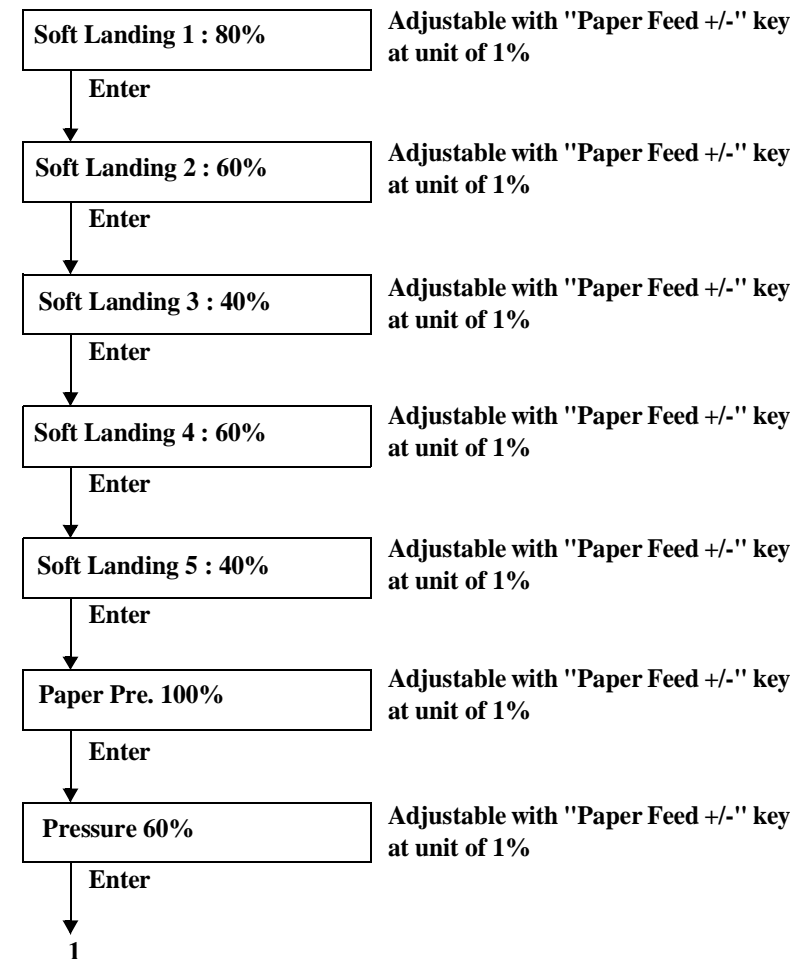 Soft Landing 1 : 80%
Adjustable with "Paper Feed +/-" key
at unit of 1%
Enter
Soft Landing 2 : 60%
Adjustable with "Paper Feed +/-" key
at unit of 1%
Enter
Soft Landing 3 : 40%
Adjustable with "Paper Feed +/-" key
at unit of 1%
Enter
Soft Landing 4 : 60%
Adjustable with "Paper Feed +/-" key
at unit of 1%
Enter
Soft Landing 5 : 40%
Adjustable with "Paper Feed +/-" key
at unit of 1%
Enter
Paper Pre. 100%
Adjustable with "Paper Feed +/-" key
at unit of 1%
Enter
Pressure 60%
Adjustable with "Paper Feed +/-" key
at unit of 1%
Enter
1